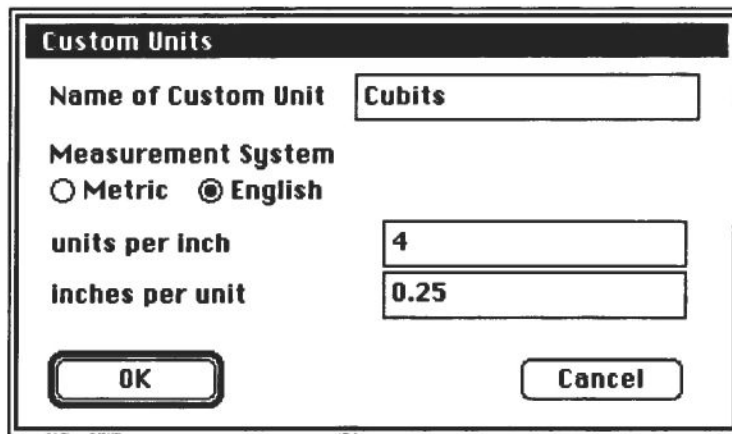 Custom Units
Name of Custom Unit Cubits
Measurement System
Metric English
units per inch 4
inches per unit 0.25
OK Cancel